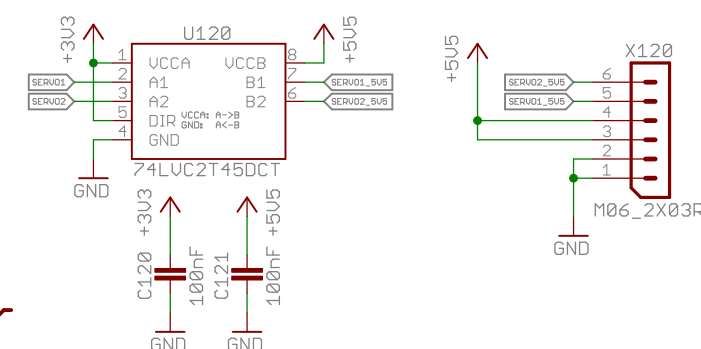 +3V3
U120
+5V5
1 VCCA VCCB 8
SERVO1 2 A1 B1 7 SERVO1_5V5
SERVO2 3 A2 B2 6 SERVO2_5V5
5 DIR VCCA: A->B
GND: A<-B
4 GND
74LVC2T45DCT
GND
+3V3
C120
100nF
GND
+5V5
C121
100nF
GND
+5V5
X120
SERVO2_5V5 6
SERVO1_5V5 5
4
3
2
1
M06_2X03R
GND